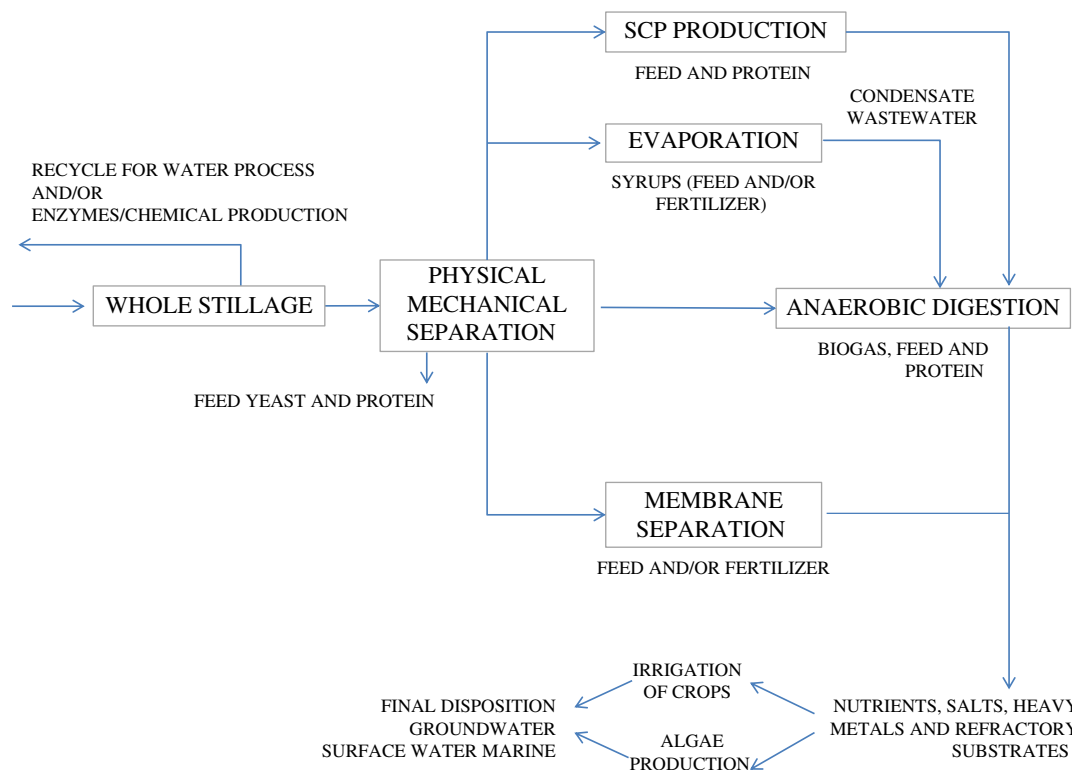 SCP PRODUCTION
FEED AND PROTEIN
CONDENSATE
WASTEWATER
EVAPORATION
SYRUPS (FEED AND/OR
FERTILIZER)
RECYCLE FOR WATER PROCESS
AND/OR
ENZYMES/CHEMICAL PRODUCTION
WHOLE STILLAGE
PHYSICAL
MECHANICAL
SEPARATION
ANAEROBIC DIGESTION
BIOGAS, FEED AND
PROTEIN
FEED YEAST AND PROTEIN
MEMBRANE
SEPARATION
FEED AND/OR FERTILIZER
IRRIGATION
OF CROPS
FINAL DISPOSITION
GROUNDWATER
SURFACE WATER MARINE
ALGAE
PRODUCTION
NUTRIENTS, SALTS, HEAVY
METALS AND REFRACTORY
SUBSTRATES